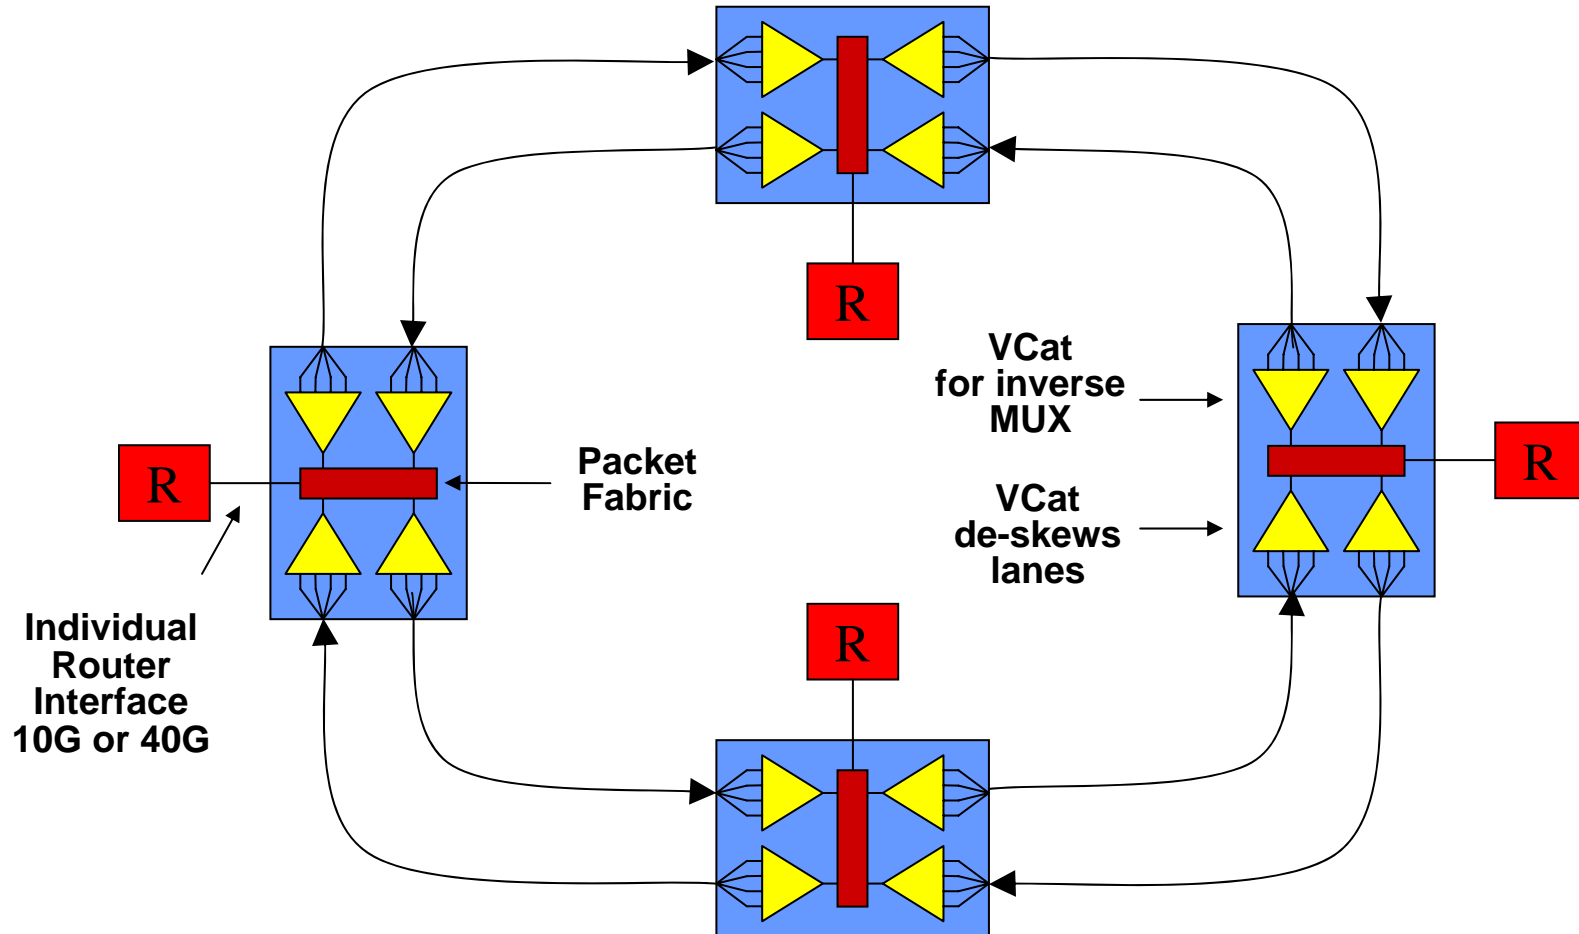 R
VCat
for inverse
MUX
R
Packet
Fabric
R
VCat
de-skews
lanes
Individual
Router
Interface
10G or 40G
R